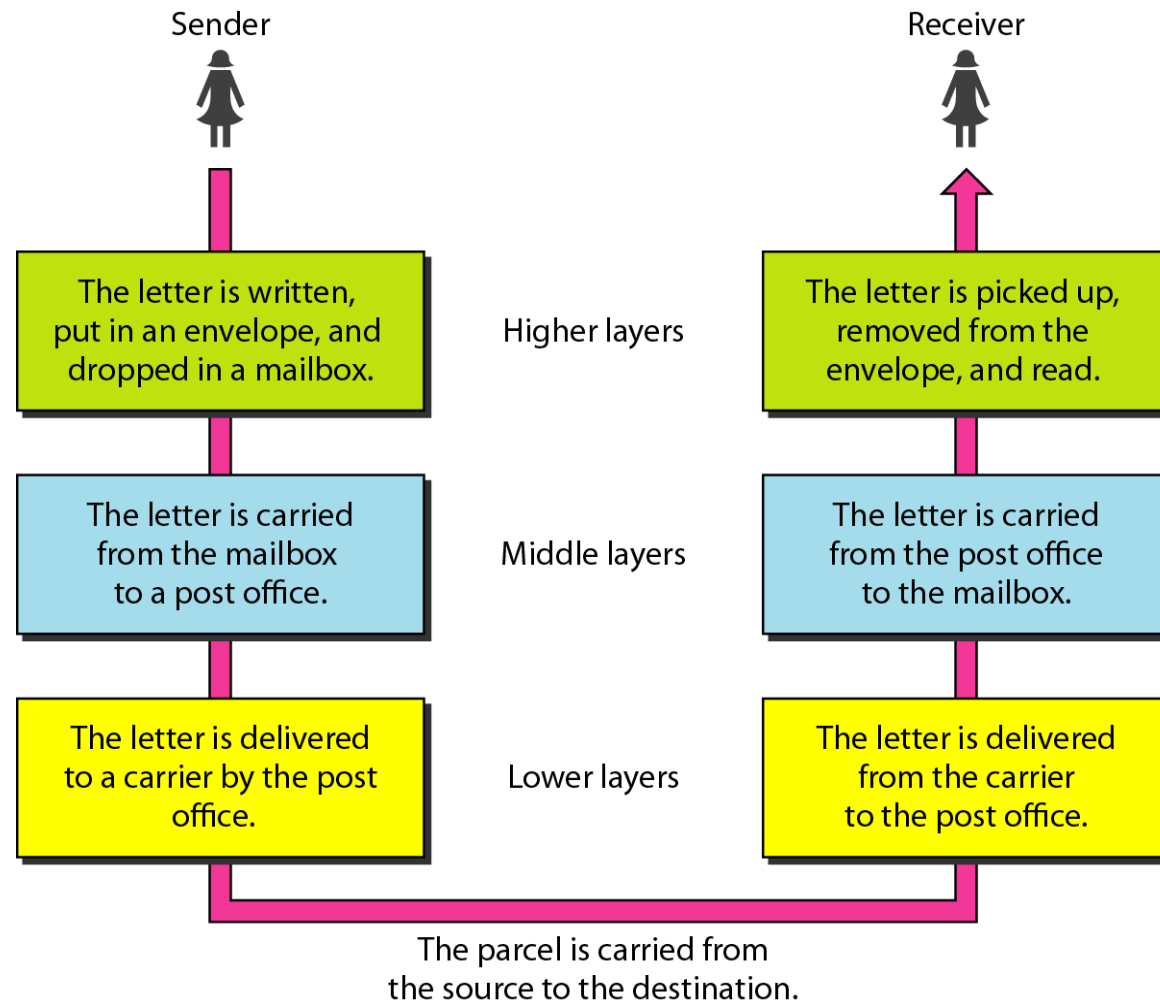 Sender
Receiver
The letter is written,
put in an envelope, and
dropped in a mailbox.
Higher layers
The letter is picked up,
removed from the
envelope, and read.
The letter is carried
from the mailbox
to a post office.
Middle layers
The letter is carried
from the post office
to the mailbox.
The letter is delivered
to a carrier by the post
office.
Lower layers
The letter is delivered
from the carrier
to the post office.
The parcel is carried from
the source to the destination.